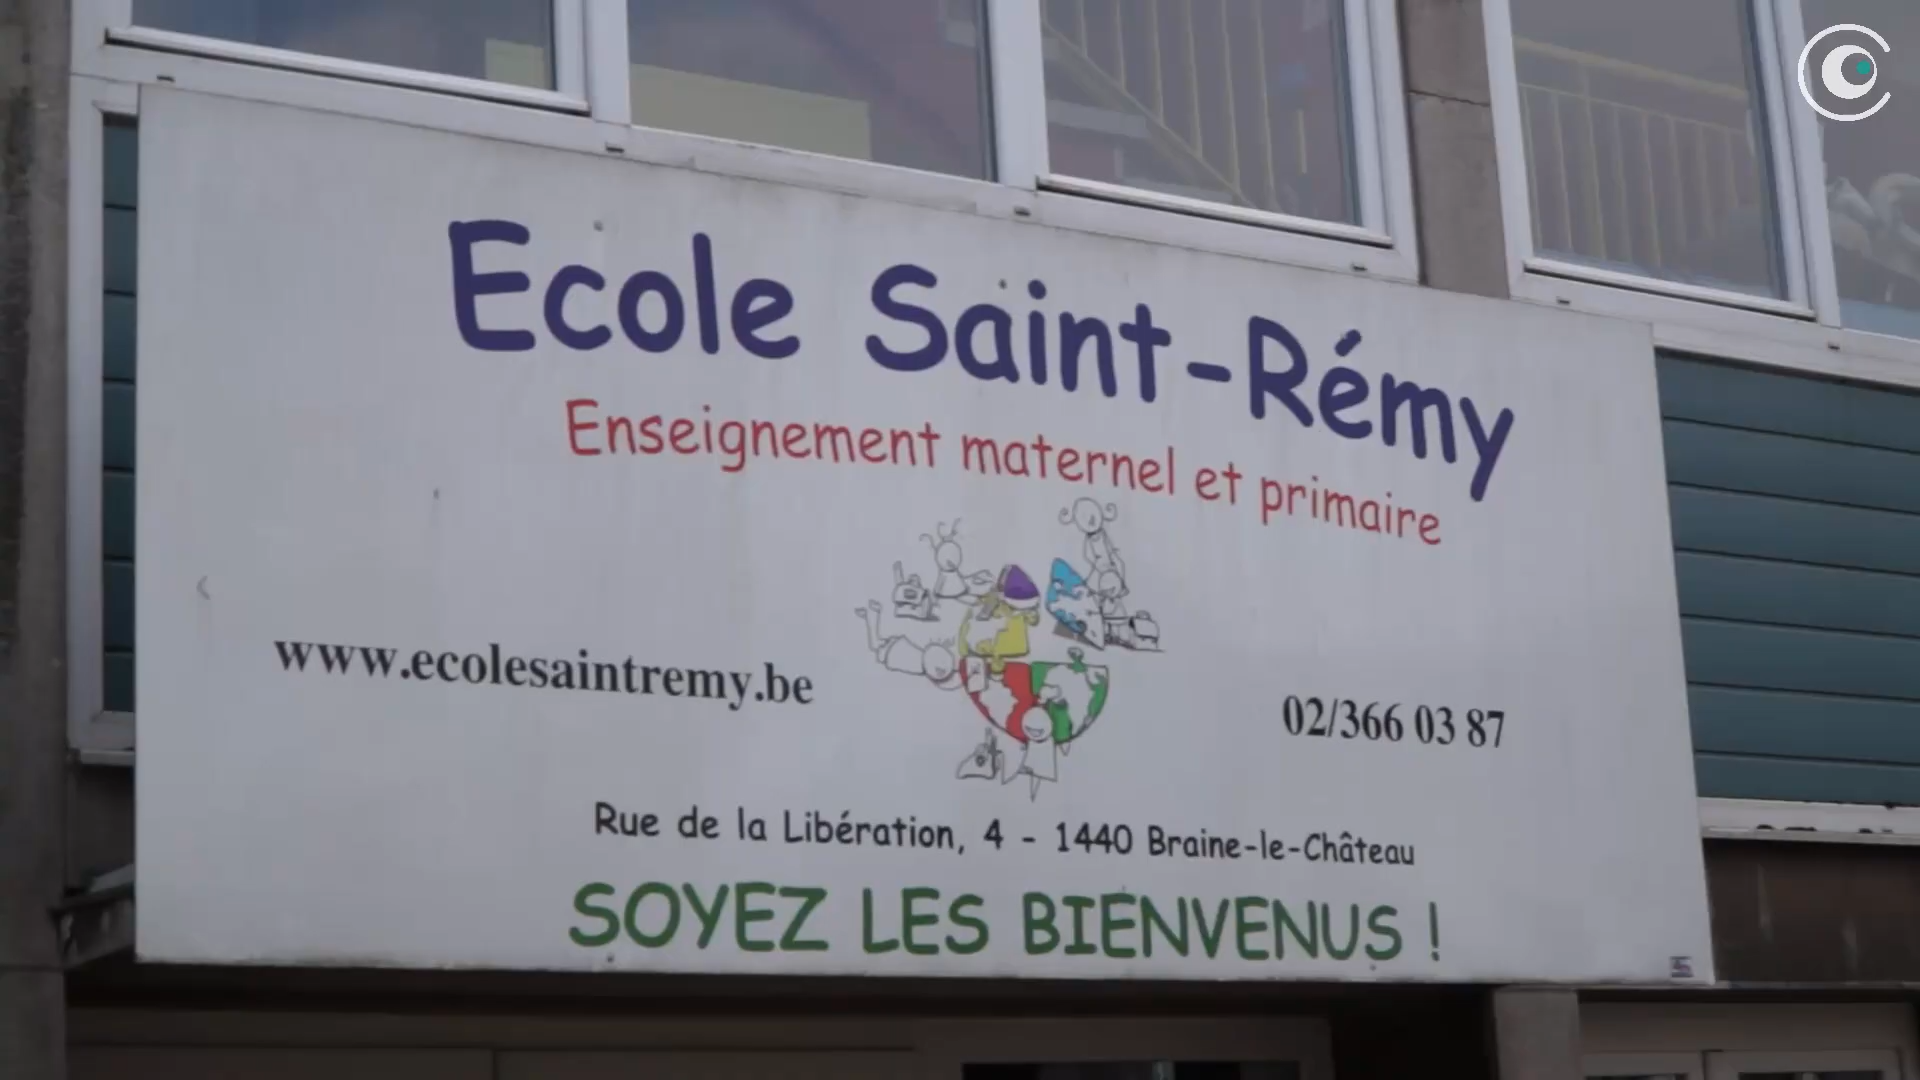 Ecole Saint-Rémy
Enseignement maternel et primaire
www.ecolesaintremy.be
02/366 03 87
Rue de la Libération, 4 - 1440 Braine-le-Château
SOYEZ LES BIENVENUS !